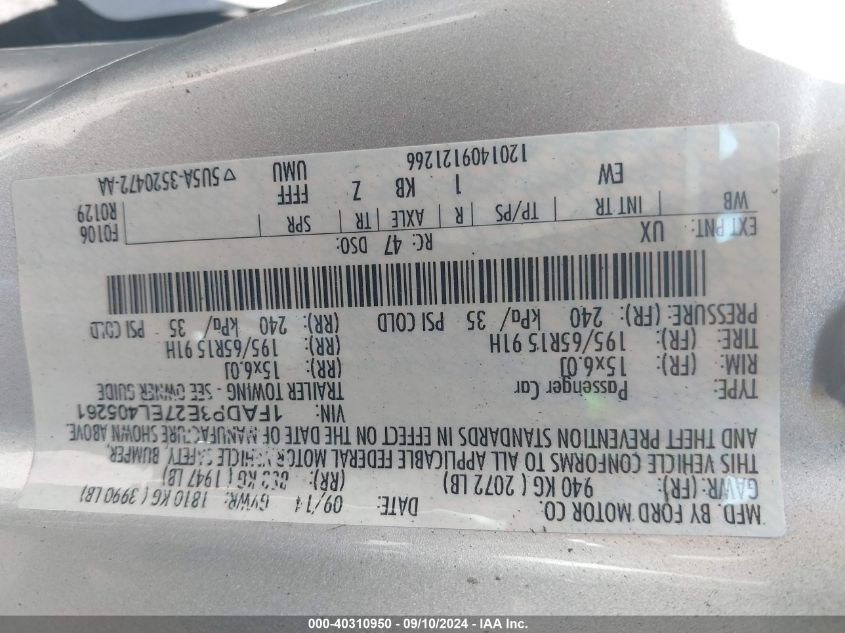 MFD. BY FORD MOTOR CO.
DATE: 09/14 GVWR: 1810 KG ( 3990 LB)
GAWR: (FR): 940 KG ( 2072 LB) (RR): KG ( 1947 LB)
THIS VEHICLE CONFORMS TO ALL APPLICABLE FEDERAL MOTOR VEHICLE SAFETY, BUMPER,
AND THEFT PREVENTION STANDARDS IN EFFECT ON THE DATE OF MANUFACTURE SHOWN ABOVE.
VIN: 1FADP3E27EL405261
TYPE: Passenger Car TRAILER TOWING - SEE OWNER GUIDE
RIM: (FR): 15x6.0J (RR): 15x6.0J
TIRE: (FR): 195/65R15 91H (RR): 195/65R15 91H
PRESSURE: (FR): 240 kPa/ 35 PSI COLD (RR): 240 kPa/ 35 PSI COLD
EXT PNT: UX RC: 47 DSO: F0106
R0129
WB INT TR TP/PS R AXLE TR SPR
EW 1 KB Z FFFF
UMU ▽5U5A-3520472-AA
1201409121266
000-40310950 - 09/10/2024 - IAA Inc.